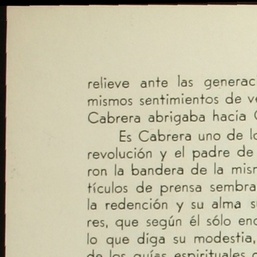 relieve ante las generac
mismos sentimientos de ve
Cabrera abrigaba hacia
Es Cabrera uno de lo
revolución y el padre de
ron la bandera de la misn
tículos de prensa sembra
la redención y su alma s
res, que según él sólo enc
lo que diga su modestia,
de los guías espirituales